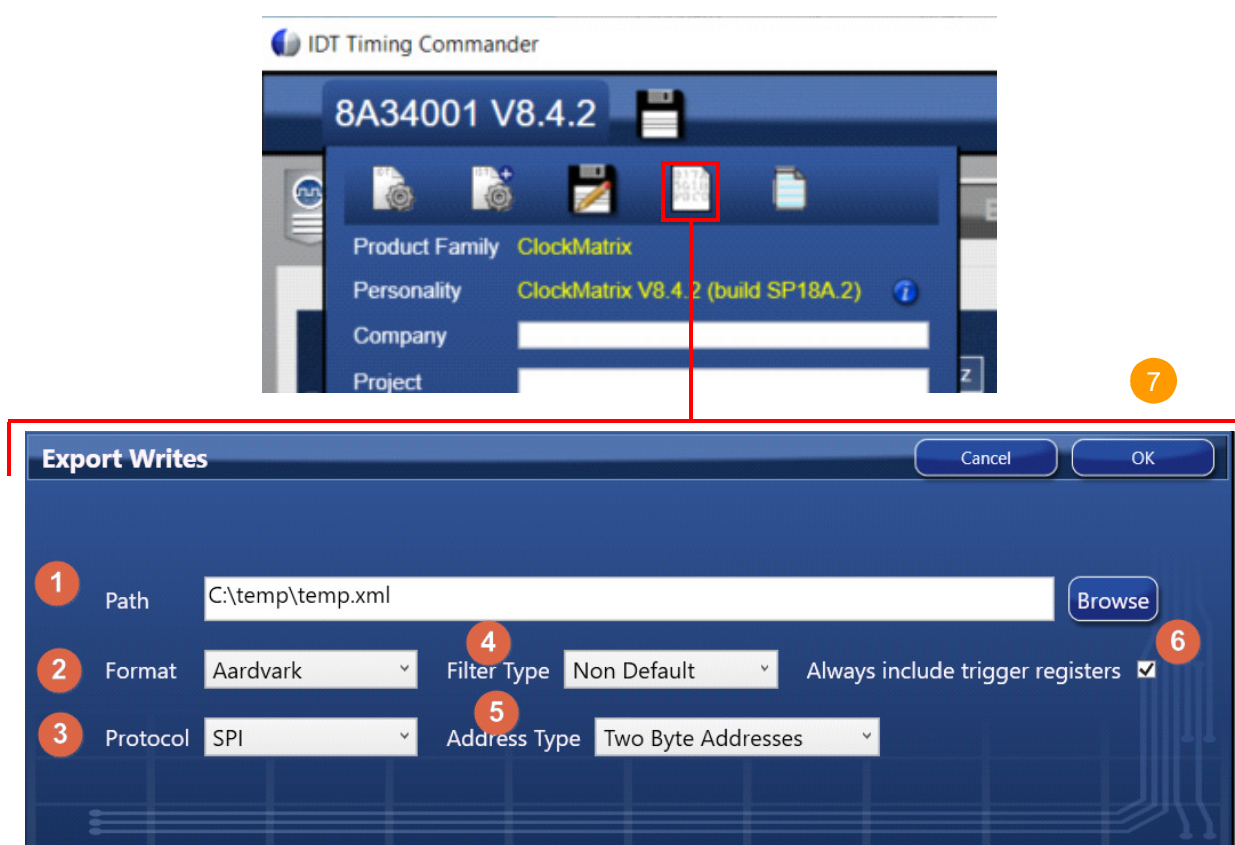 IDT Timing Commander
8A34001 V8.4.2
Product Family ClockMatrix
Personality ClockMatrix V8.4.2 (build SP18A.2) i
Company
Project
z
7
Export Writes Cancel OK
1 Path C:\temp\temp.xml Browse
2 Format Aardvark 4 Filter Type Non Default Always include trigger registers 6
3 Protocol SPI 5 Address Type Two Byte Addresses